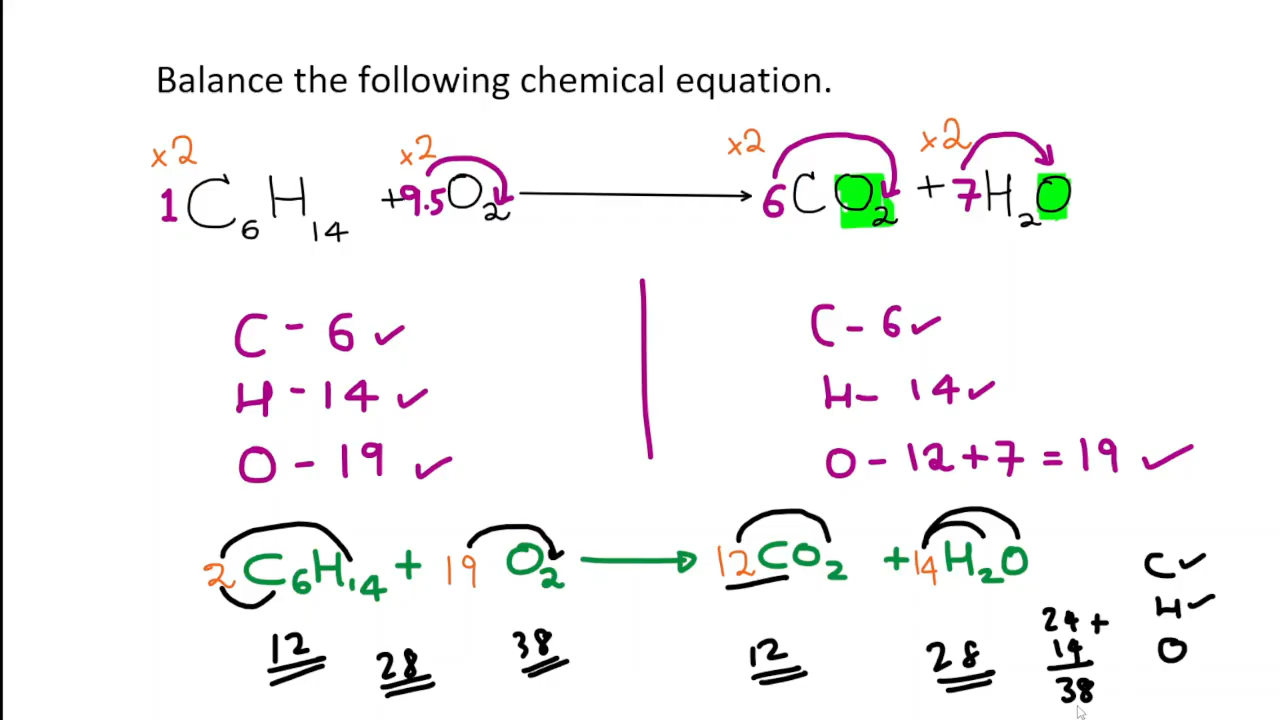 Balance the following chemical equation.
x2 x2 x2 x2
1C₆H₁₄ +9.5O₂ → 6CO₂ + 7H₂O
C - 6 ✓ C - 6 ✓
H - 14 ✓ H - 14 ✓
O - 19 ✓ O - 12 + 7 = 19 ✓
2C₆H₁₄ + 19 O₂ → 12CO₂ + 14H₂O C ✓
H ✓
12 28 38 12 28 24 + O
14
38